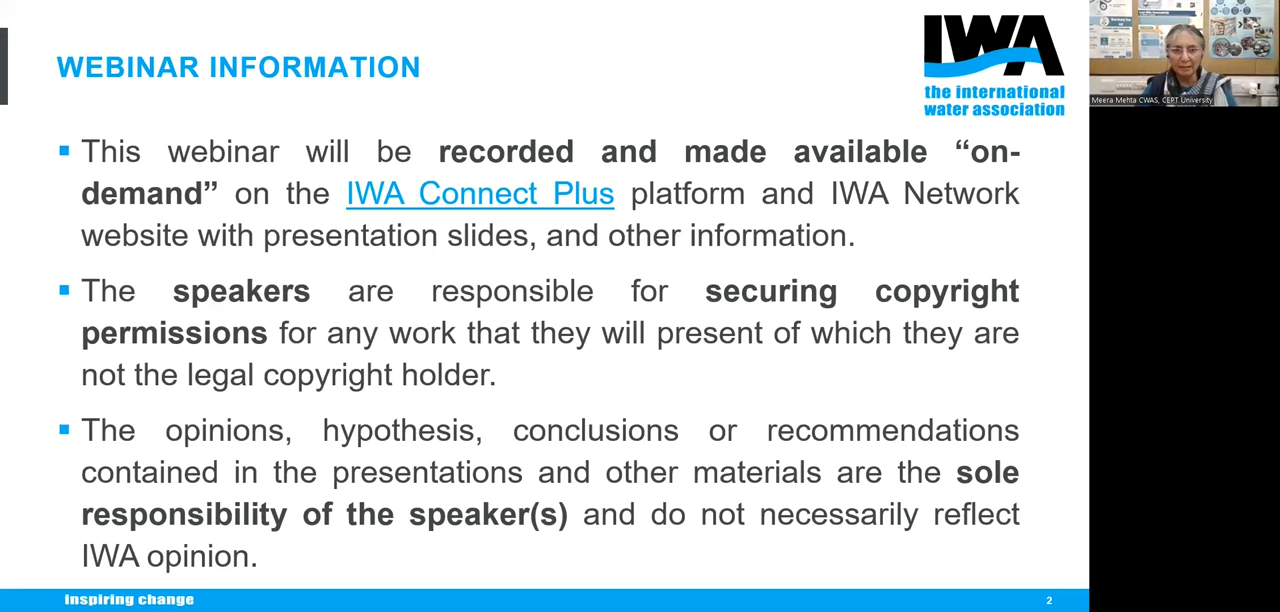 WEBINAR INFORMATION
IWA
the international
water association
Meera Mehta CWAS, CEPT University
▪ This webinar will be recorded and made available “on-
demand” on the IWA Connect Plus platform and IWA Network
website with presentation slides, and other information.
▪ The speakers are responsible for securing copyright
permissions for any work that they will present of which they are
not the legal copyright holder.
▪ The opinions, hypothesis, conclusions or recommendations
contained in the presentations and other materials are the sole
responsibility of the speaker(s) and do not necessarily reflect
IWA opinion.
inspiring change
2